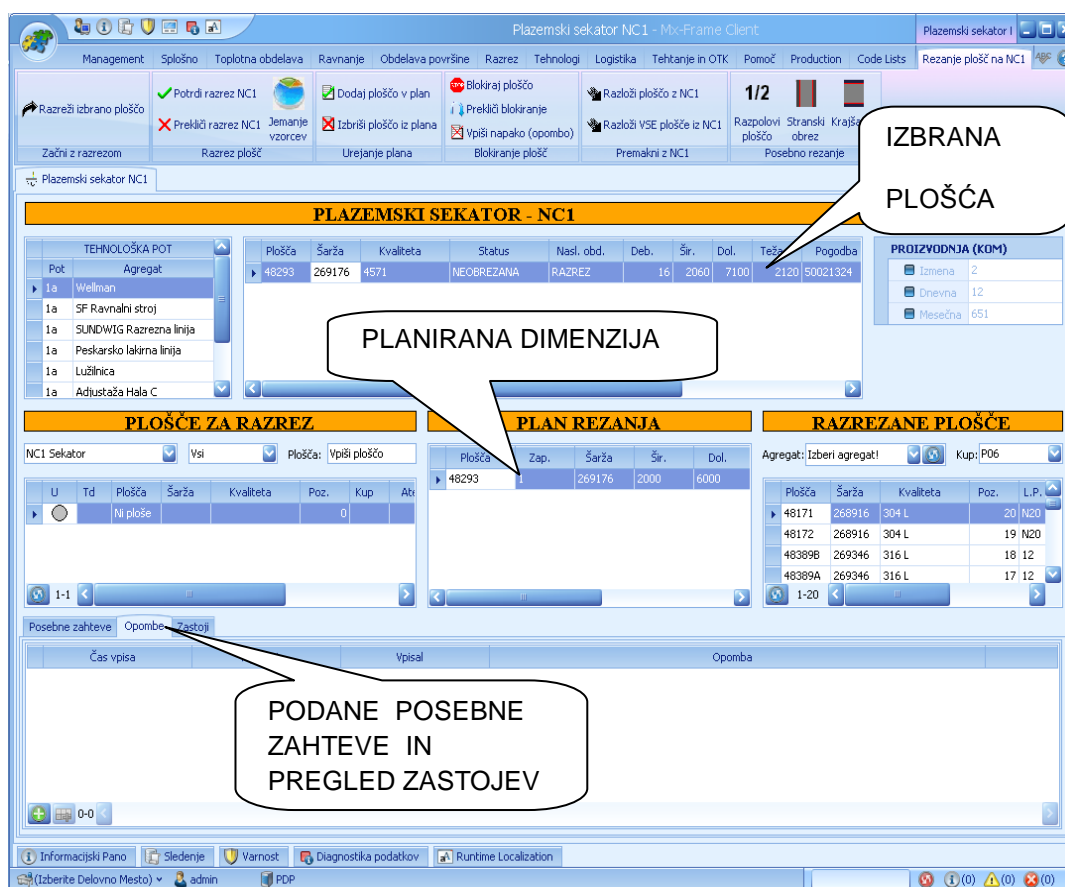 Plazemski sekator NC1 - Mx-Frame Client
Plazemski sekator I
Management Splošno Toplotna obdelava Ravnanje Obdelava površine Razrez Tehnologi Logistika Tehtanje in OTK Pomoč Production Code Lists Rezanje plošč na NC1
Razreži izbrano ploščo
Začni z razrezom
Potrdi razrez NC1
Prekliči razrez NC1
Jemanje
vzorcev
Razrez plošč
Dodaj ploščo v plan
Izbriši ploščo iz plana
Urejanje plana
Blokiraj ploščo
Prekliči blokiranje
Vpiši napako (opombo)
Blokiranje plošč
Razloži ploščo z NC1
Razloži VSE plošče iz NC1
Premakni z NC1
1/2
Razpolovi
ploščo
Stranski
obrez
Posebno rezanje
IZBRANA
PLOŠĆA
Plazemski sekator NC1
PLAZEMSKI SEKATOR - NC1
TEHNOLOŠKA POT
Pot Agregat
1a Wellman
1a SF Ravnalni stroj
1a SUNDWIG Razrezna linija
1a Peskarsko lakirna linija
1a Lužilnica
1a Adjustaža Hala C
Plošča Šarža Kvaliteta Status Nasl. obd. Deb. Šir. Dol. Teža Pogodba
48293 269176 4571 NEOBREZANA RAZREZ 16 2060 7100 2120 50021324
PROIZVODNJA (KOM)
Izmena 2
Dnevna 12
Mesečna 651
PLANIRANA DIMENZIJA
PLOŠČE ZA RAZREZ
NC1 Sekator Vsi Plošča: Vpiši ploščo
U Td Plošča Šarža Kvaliteta Poz. Kup
Ni ploše 0
1-1
PLAN REZANJA
Plošča Zap. Šarža Šir. Dol.
48293 1 269176 2000 6000
RAZREZANE PLOŠČE
Agregat: Izberi agregat! Kup: P06
Plošča Šarža Kvaliteta Poz. L.P.
48171 268916 304 L 20 N20
48172 268916 304 L 19 N20
48389B 269346 316 L 18 12
48389A 269346 316 L 17 12
1-20
Posebne zahteve Opombe Zastoji
Čas vpisa Vpisal Opomba
PODANE POSEBNE
ZAHTEVE IN
PREGLED ZASTOJEV
0-0
Informacijski Pano Sledenje Varnost Diagnostika podatkov Runtime Localization
(Izberite Delovno Mesto) admin PDP (0) (0) (0)